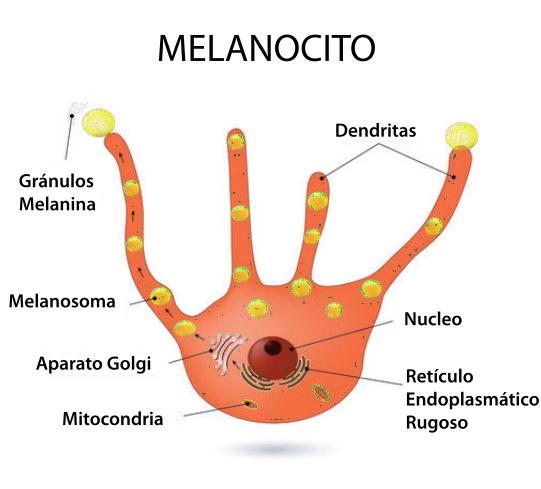 MELANOCITO
Dendritas
Gránulos
Melanina
Melanosoma
Nucleo
Aparato Golgi
Retículo
Endoplasmático
Rugoso
Mitocondria